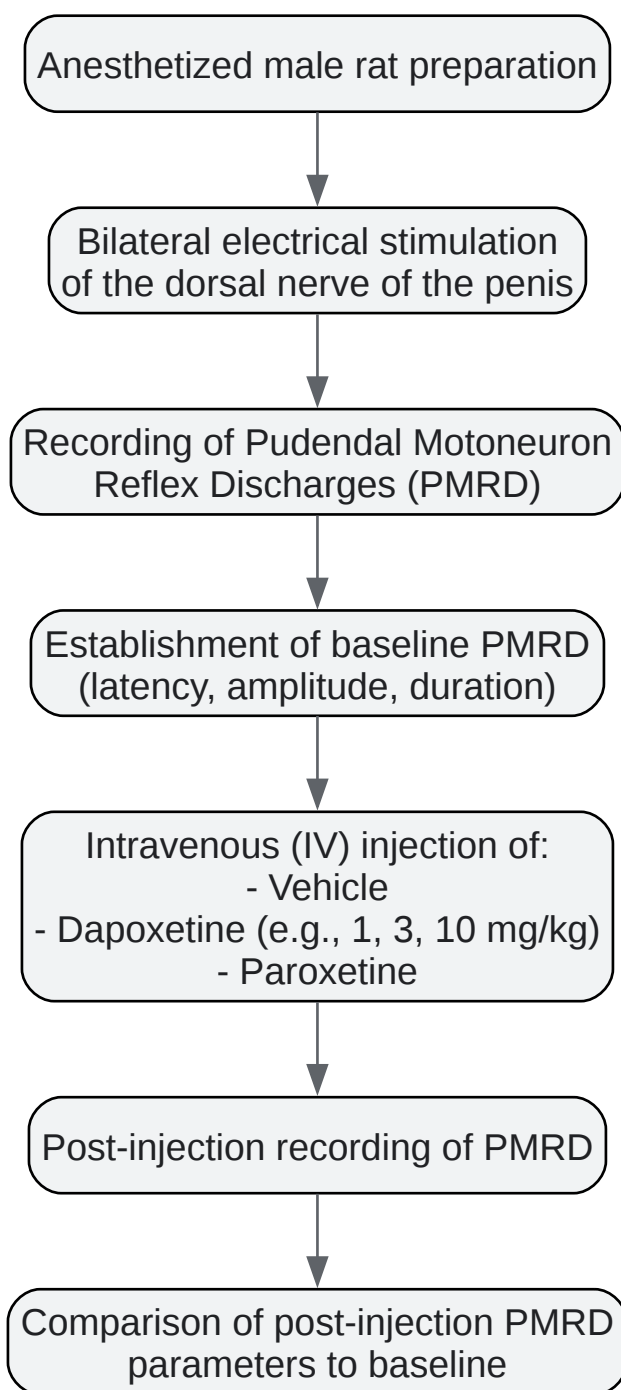 Anesthetized male rat preparation
Bilateral electrical stimulation
of the dorsal nerve of the penis
Recording of Pudendal Motoneuron
Reflex Discharges (PMRD)
Establishment of baseline PMRD
(latency, amplitude, duration)
Intravenous (IV) injection of:
- Vehicle
- Dapoxetine (e.g., 1, 3, 10 mg/kg)
- Paroxetine
Post-injection recording of PMRD
Comparison of post-injection PMRD
parameters to baseline